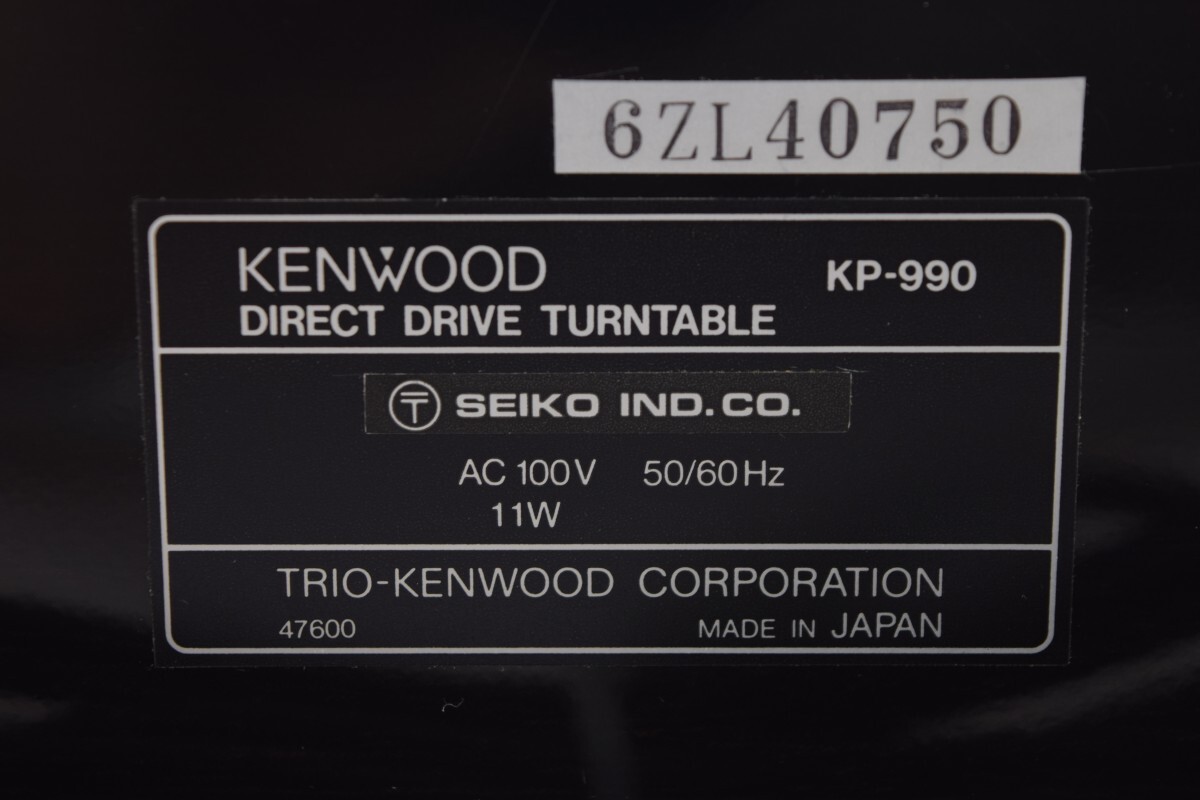 6ZL40750
KENWOOD KP-990
DIRECT DRIVE TURNTABLE
SEIKO IND. CO.
AC 100V 50/60Hz
11W
TRIO-KENWOOD CORPORATION
47600 MADE IN JAPAN